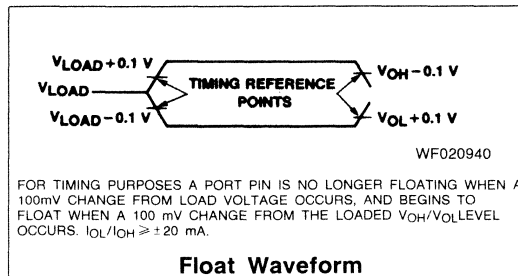 VLOAD+0.1 V
VLOAD
VLOAD-0.1 V
TIMING REFERENCE
POINTS
VOH-0.1 V
VOL+0.1 V
WF020940
FOR TIMING PURPOSES A PORT PIN IS NO LONGER FLOATING WHEN A
100mV CHANGE FROM LOAD VOLTAGE OCCURS, AND BEGINS TO
FLOAT WHEN A 100 mV CHANGE FROM THE LOADED VOH/VOLLEVEL
OCCURS. IOL/IOH ≥ ± 20 mA.
Float Waveform